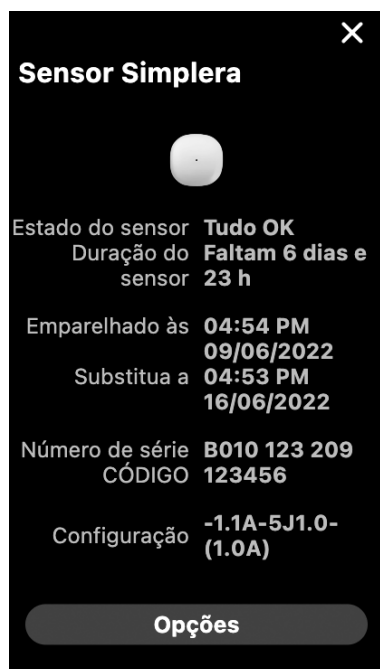 Sensor Simplera
Estado do sensor Tudo OK
Duração do Faltam 6 dias e
sensor 23 h
Emparelhado às 04:54 PM
09/06/2022
Substitua a 04:53 PM
16/06/2022
Número de série B010 123 209
CÓDIGO 123456
Configuração -1.1A-5J1.0-
(1.0A)
Opções